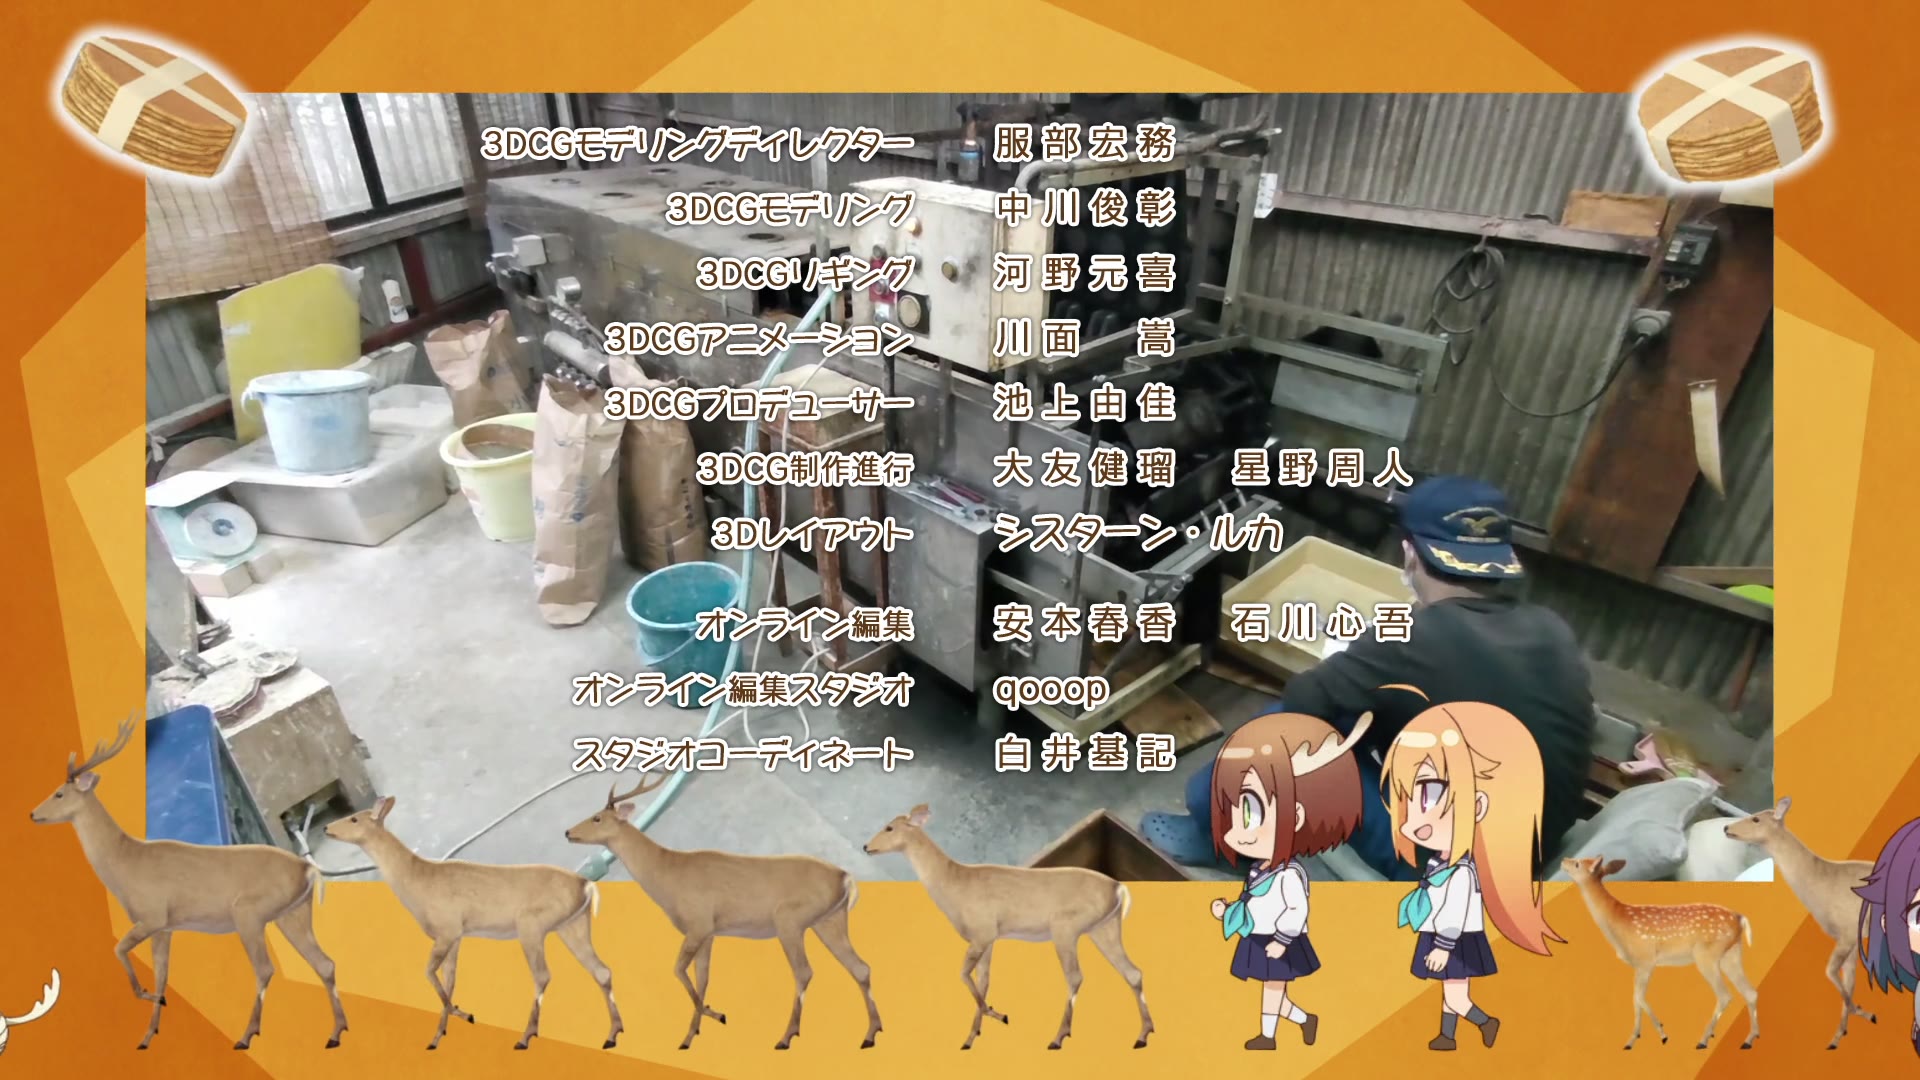 3DCGモデリングディレクター 服部宏務
3DCGモデリング 中川俊彰
3DCGリギング 河野元喜
3DCGアニメーション 川面 嵩
3DCGプロデューサー 池上由佳
3DCG制作進行 大友健瑠 星野周人
3Dレイアウト シスターン・ルカ
オンライン編集 安本春香 石川心吾
オンライン編集スタジオ qooop
スタジオコーディネート 白井基記